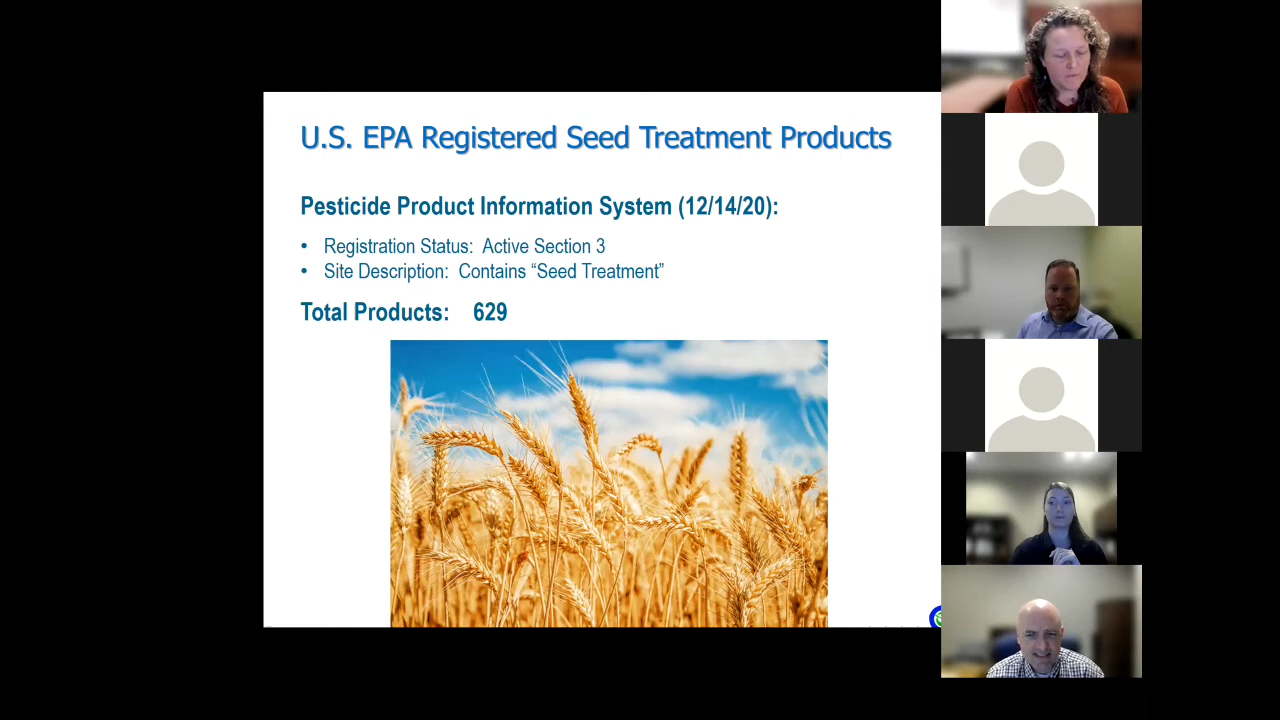 U.S. EPA Registered Seed Treatment Products
Pesticide Product Information System (12/14/20):
• Registration Status: Active Section 3
• Site Description: Contains “Seed Treatment”
Total Products: 629